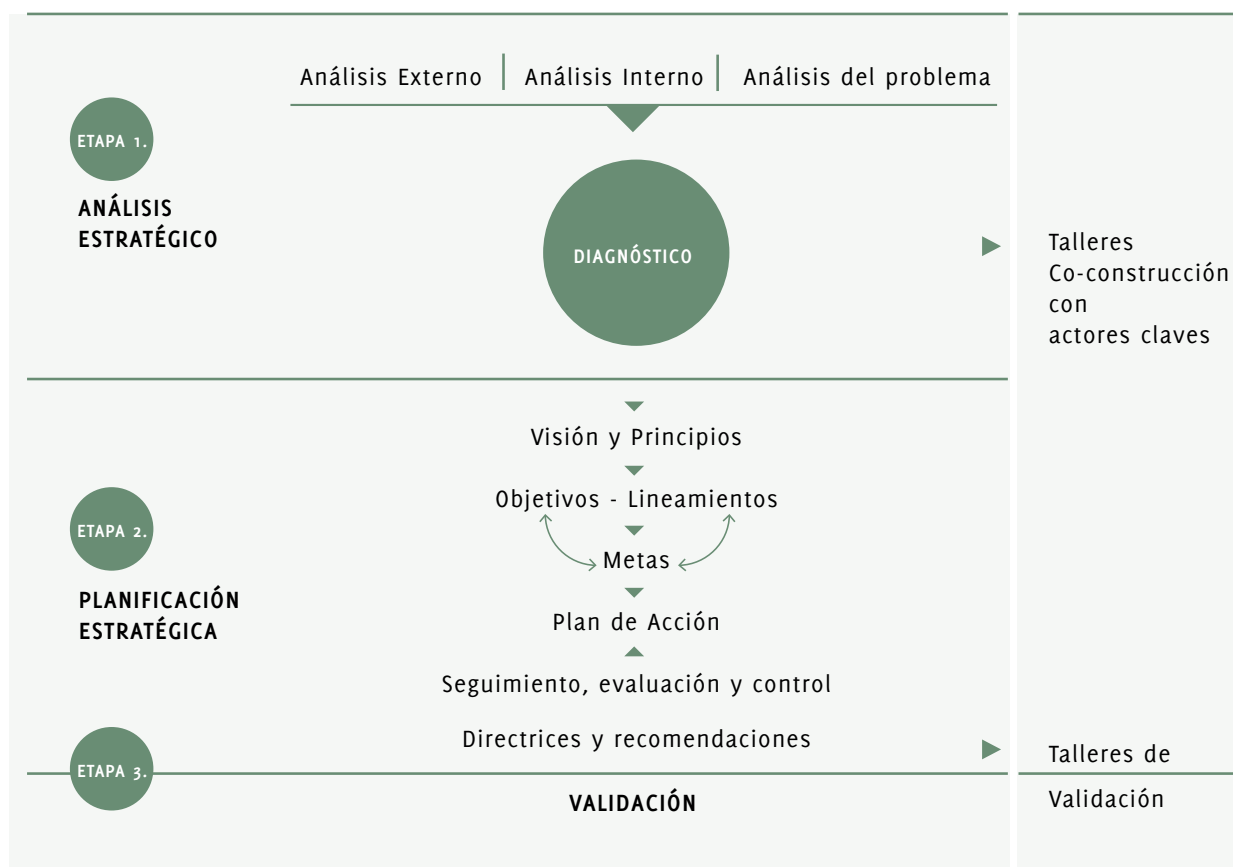 Análisis Externo
Análisis Interno
Análisis del problema
ETAPA 1.
ANÁLISIS
ESTRATÉGICO
DIAGNÓSTICO
Talleres
Co-construcción
con
actores claves
Visión y Principios
Objetivos - Lineamientos
ETAPA 2.
Metas
PLANIFICACIÓN
ESTRATÉGICA
Plan de Acción
Seguimiento, evaluación y control
Directrices y recomendaciones
ETAPA 3.
VALIDACIÓN
Talleres de
Validación